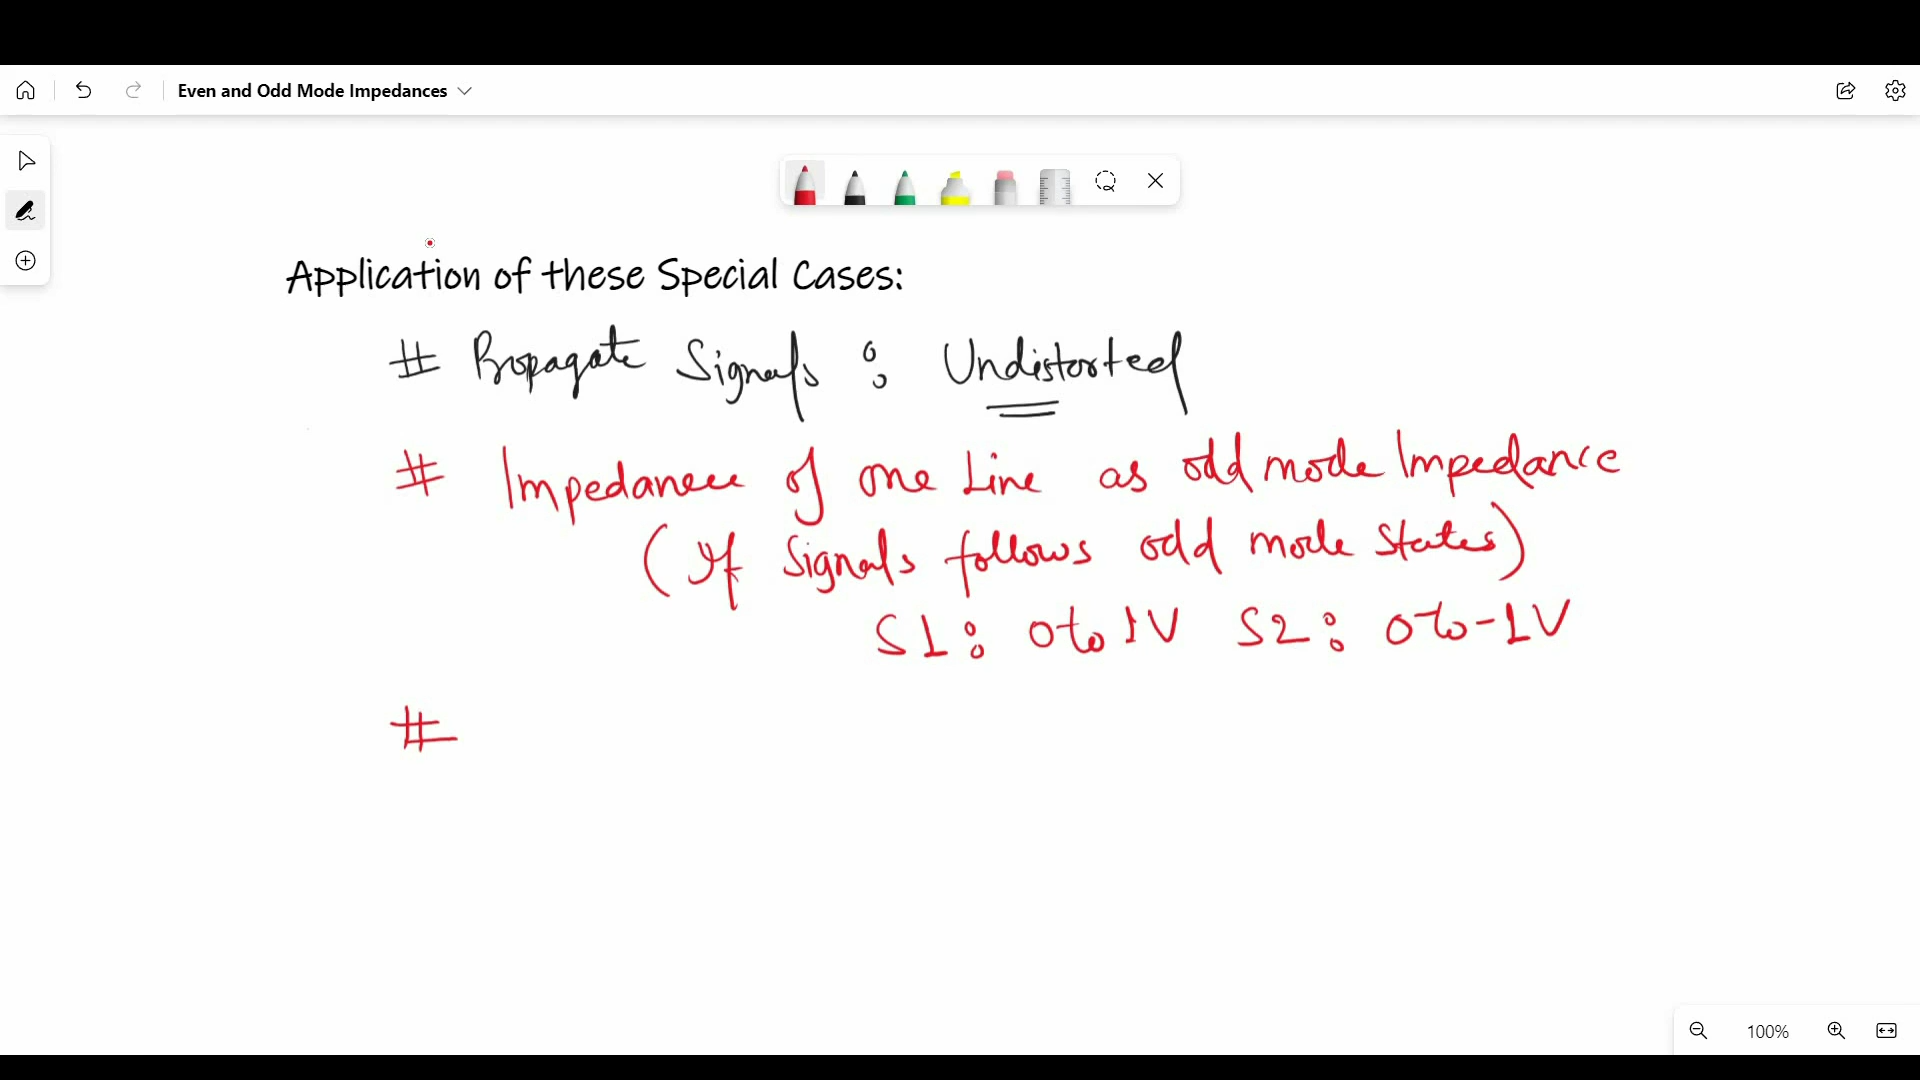 Even and Odd Mode Impedances
Application of these Special Cases:
# Propagate Signals : Undistorted
# Impedance of one Line as odd mode Impedance
(If Signals follows odd mode States)
S1: 0 to 1V S2: 0 to -1V
#
100%